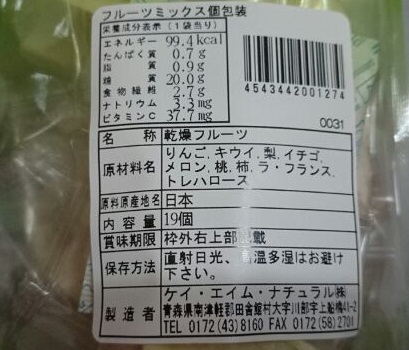 フルーツミックス個包装
栄養成分表示(1袋当り)
エネルギー 99.4kcal
たんぱく質 0.7g
脂質 0.9g
糖質 20.0g
食物繊維 2.7g
ナトリウム 3.3mg
ビタミンC 37.7mg
4543442001274
0031
名称 乾燥フルーツ
原材料名 りんご,キウイ,梨,イチゴ,
メロン,桃,柿,ラ・フランス,
トレハロース
原料原産地名 日本
内容量 19個
賞味期限 枠外右上部 載
保存方法 直射日光、 温多湿はお避け
下さい。
製造者 ケイ・エイム・ナチュラル(株)
青森県南津軽郡田舎館村大字川部字上船橋41-2
TEL 0172(43)8160 FAX 0172(58)2701